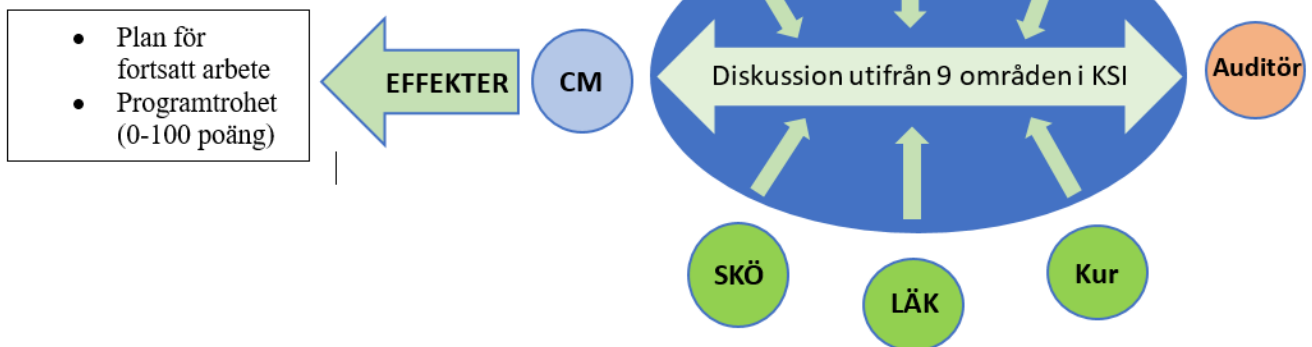 • Plan för
fortsatt arbete
• Programtrohet
(0-100 poäng)
EFFEKTER
CM
Diskussion utifrån 9 områden i KSI
Auditör
SKÖ
LÄK
Kur